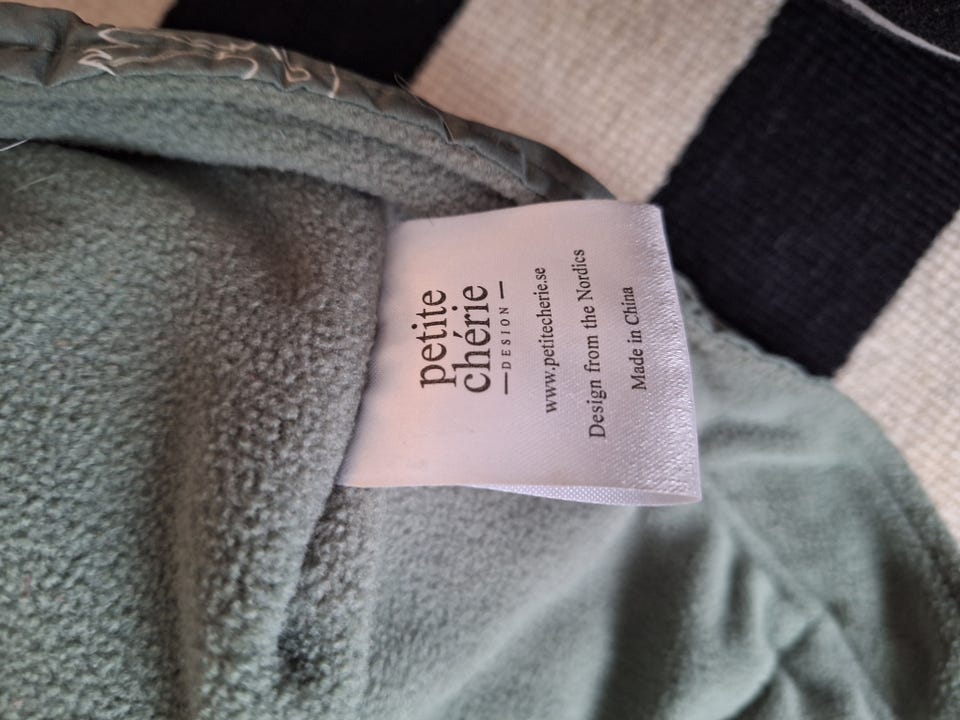 petite
chérie
—DESIGN—
www.petitecherie.se
Design from the Nordics
Made in China